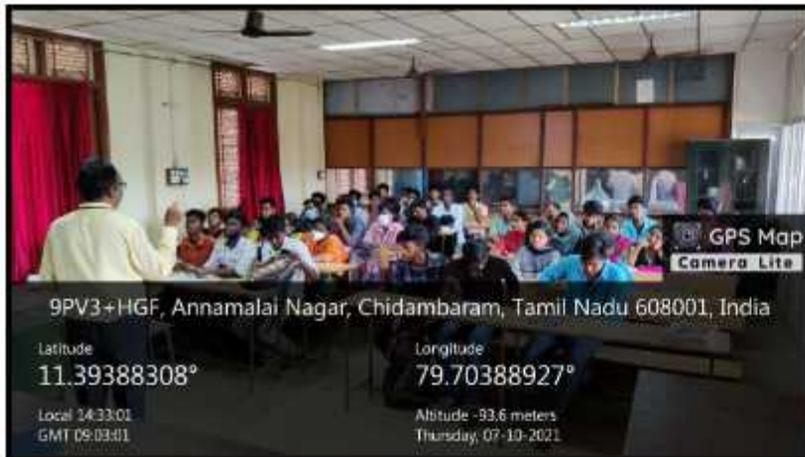 GPS Map
Camera Lite
9PV3+HGF, Annamalai Nagar, Chidambaram, Tamil Nadu 608001, India
Latitude
11.39388308°
Longitude
79.70388927°
Local 14:33:01
GMT 09:03:01
Altitude -93.6 meters
Thursday, 07-10-2021